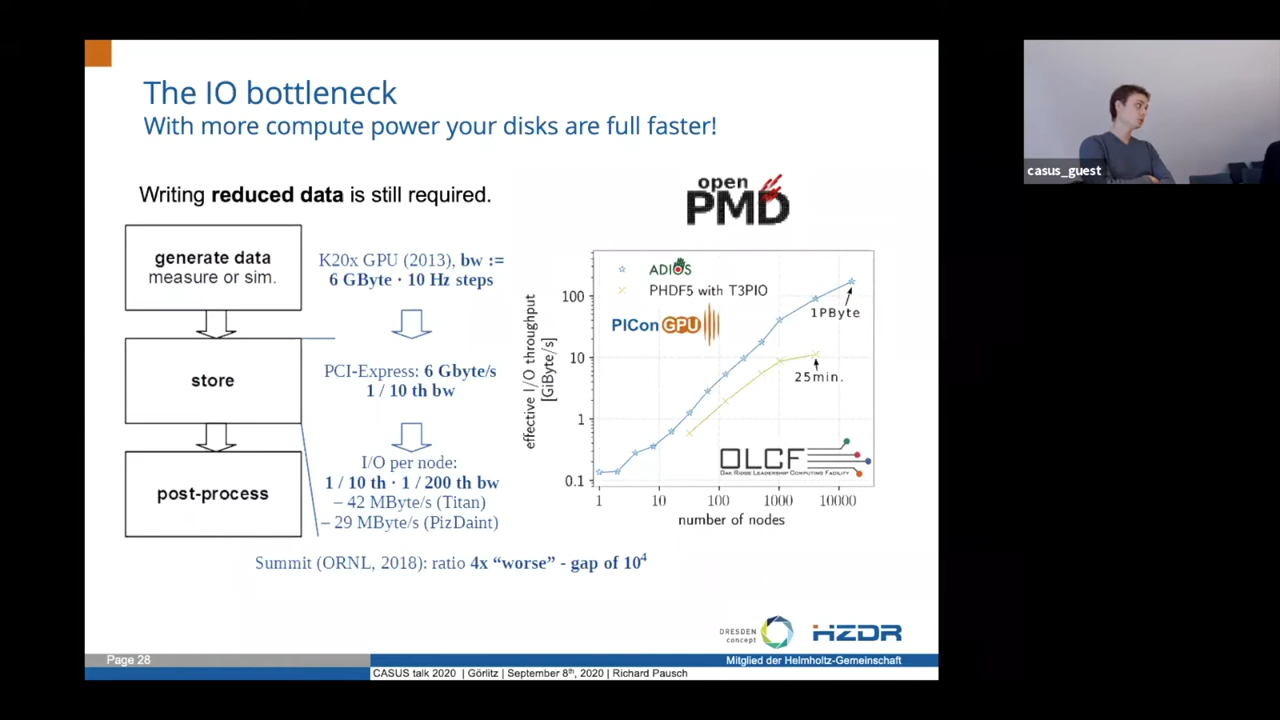 The IO bottleneck
With more compute power your disks are full faster!
Writing reduced data is still required.
generate data
measure or sim.
store
post-process
K20x GPU (2013), bw :=
6 GByte · 10 Hz steps
PCI-Express: 6 Gbyte/s
1 / 10 th bw
I/O per node:
1 / 10 th · 1 / 200 th bw
– 42 MByte/s (Titan)
– 29 MByte/s (PizDaint)
Summit (ORNL, 2018): ratio 4x “worse” - gap of 10⁴
open
PMD
ADIOS
PHDF5 with T3PIO
PIConGPU
1PByte
25min.
OLCF
OAK RIDGE LEADERSHIP COMPUTING FACILITY
effective I/O throughput
[GiByte/s]
100
10
1
0.1
1 10 100 1000 10000
number of nodes
DRESDEN
concept
HZDR
Page 28
Mitglied der Helmholtz-Gemeinschaft
CASUS talk 2020 | Görlitz | September 8th, 2020 | Richard Pausch
casus_guest